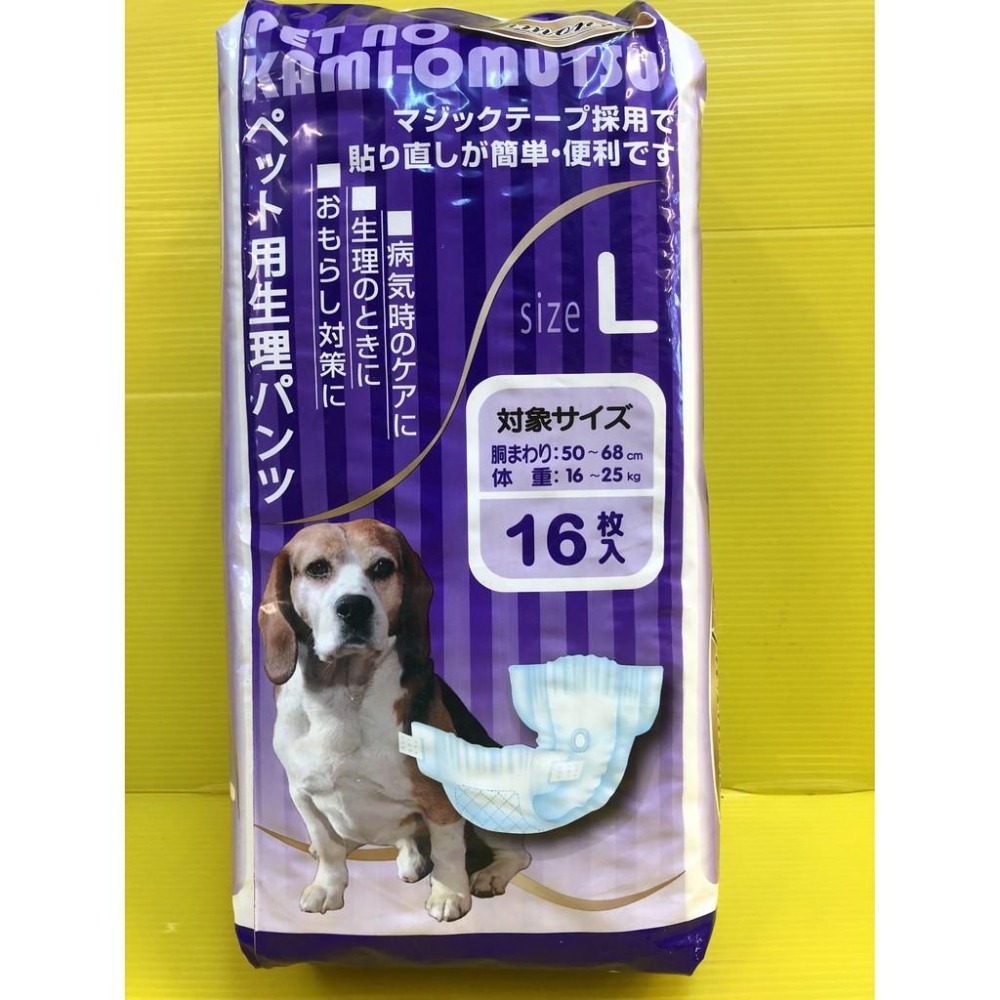 PET NO
KAMI-OMUTSU
マジックテープ採用で
貼り直しが簡単・便利です
ペット用生理パンツ
■病気時のケアに
■生理のときに
■おもらし対策に
size L
対象サイズ
胴まわり:50～68cm
体 重:16～25kg
16枚入